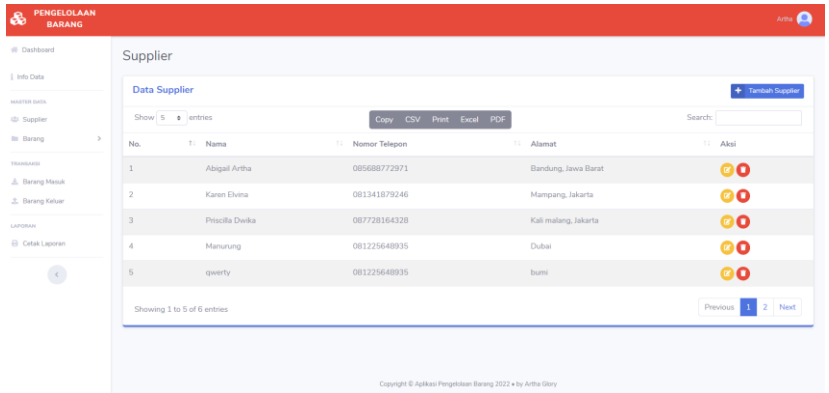 PENGELOLAAN
BARANG
Artha
Dashboard
Info Data
MASTER DATA
Supplier
Barang
TRANSAKSI
Barang Masuk
Barang Keluar
LAPORAN
Cetak Laporan
Supplier
Data Supplier
+ Tambah Supplier
Show 5 entries
Copy CSV Print Excel PDF
Search:
No. Nama Nomor Telepon Alamat Aksi
1 Abigail Artha 085688772971 Bandung, Jawa Barat
2 Karen Elvina 081341879246 Mampang, Jakarta
3 Priscilla Dwika 087728164328 Kali malang, Jakarta
4 Manurung 081225648935 Dubai
5 qwerty 081225648935 bumi
Showing 1 to 5 of 6 entries
Previous 1 2 Next
Copyright © Aplikasi Pengelolaan Barang 2022 • by Artha Glory